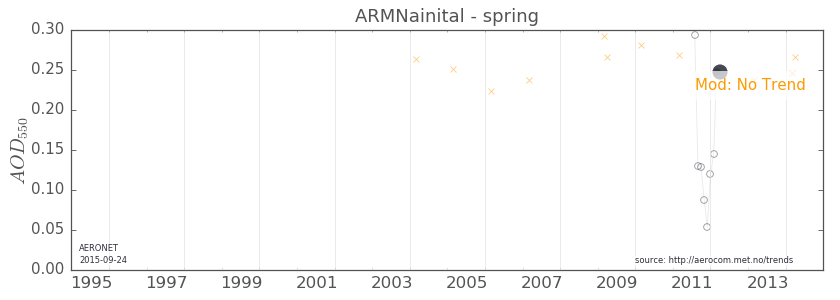 ARMNainital - spring
0.30
0.25
0.20
0.15
0.10
0.05
0.00
AOD550
Mod: No Trend
AERONET
2015-09-24
source: http://aerocom.met.no/trends
1995 1997 1999 2001 2003 2005 2007 2009 2011 2013